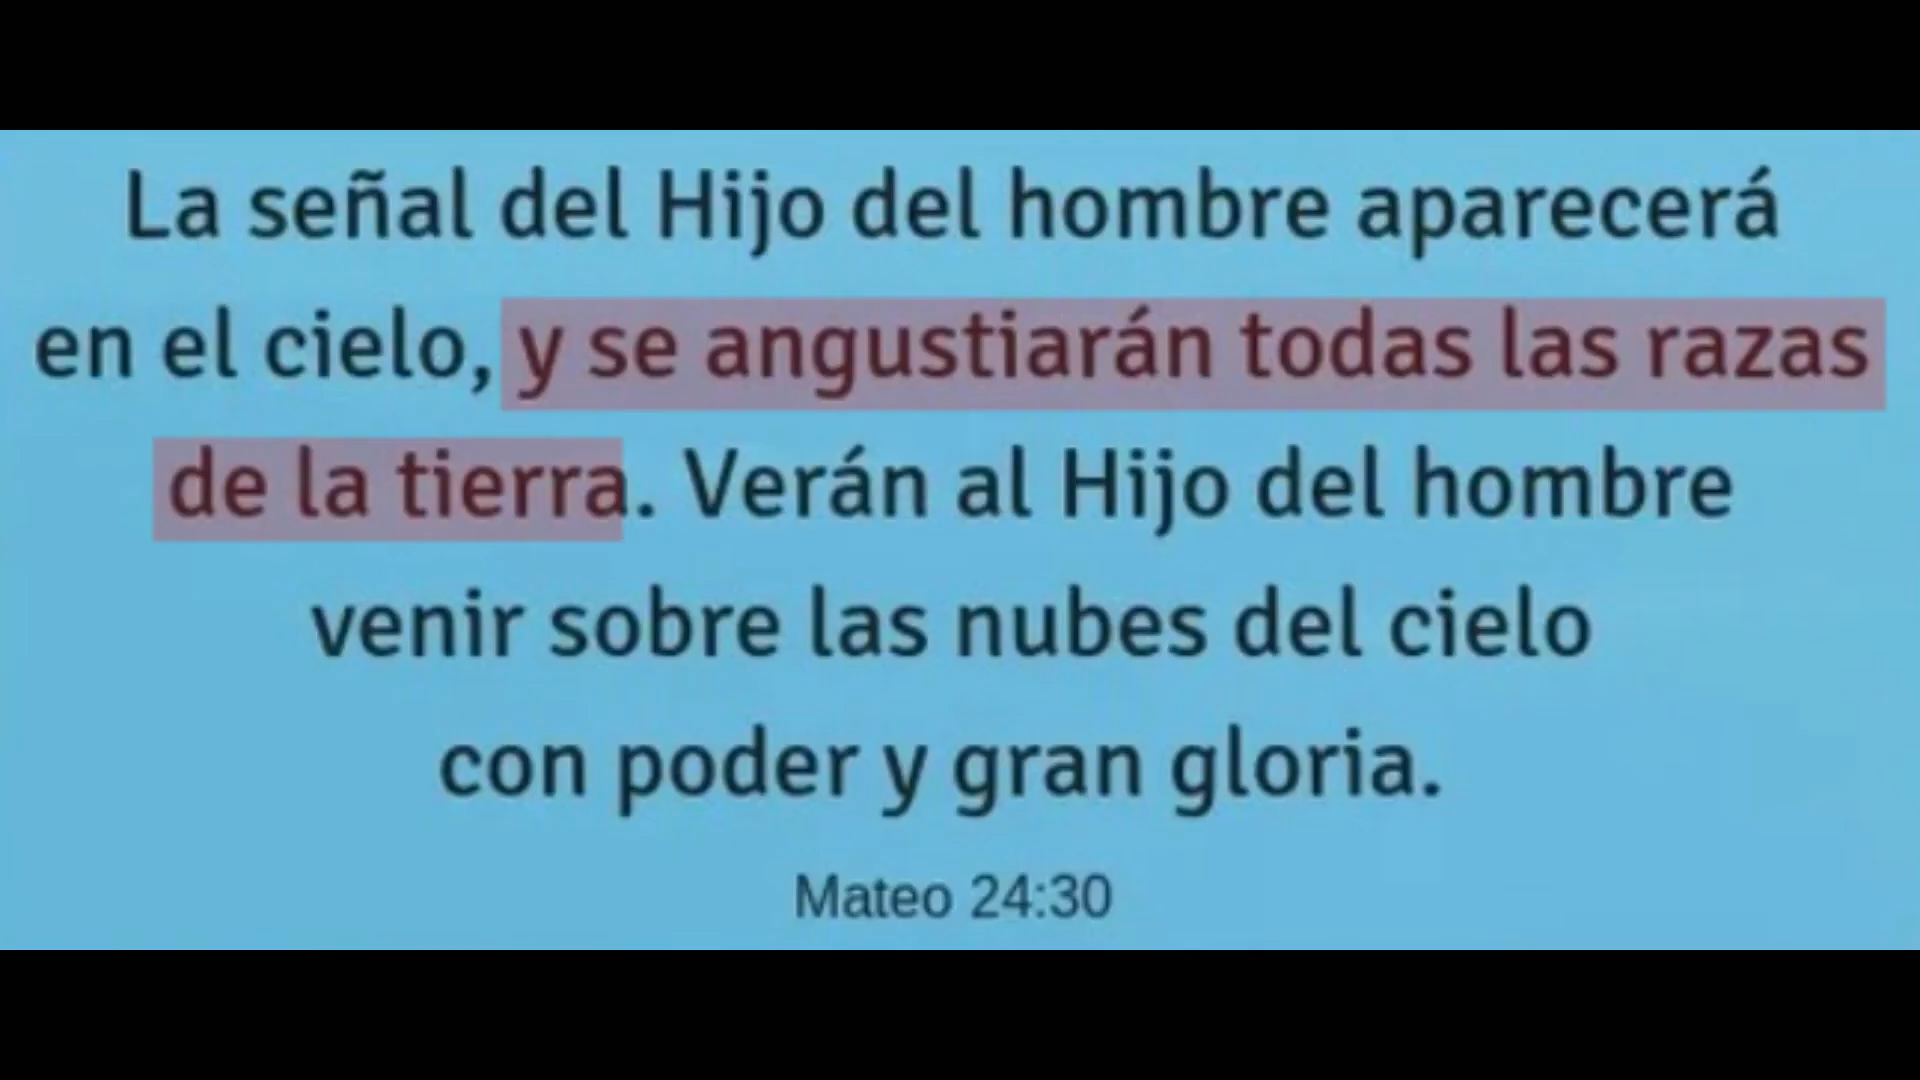 La señal del Hijo del hombre aparecerá
en el cielo, y se angustiarán todas las razas
de la tierra. Verán al Hijo del hombre
venir sobre las nubes del cielo
con poder y gran gloria.
Mateo 24:30